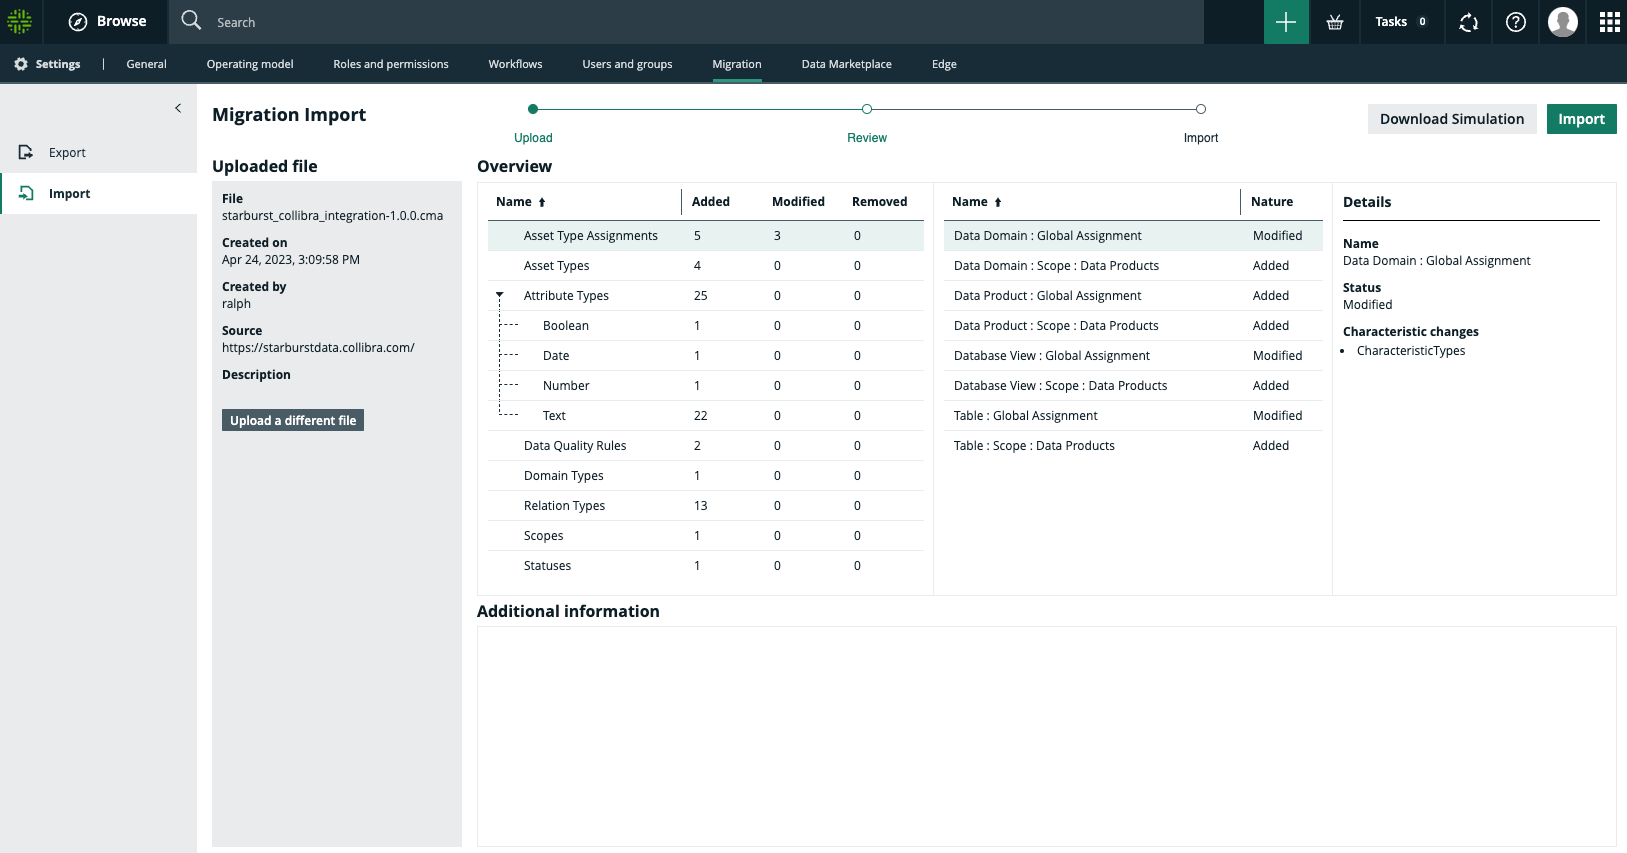 Browse
Search
Tasks 0
Settings | General Operating model Roles and permissions Workflows Users and groups Migration Data Marketplace Edge
Export
Import
Migration Import
Upload
Review
Import
Download Simulation
Import
Uploaded file
File
starburst_collibra_integration-1.0.0.cma
Created on
Apr 24, 2023, 3:09:58 PM
Created by
ralph
Source
https://starburstdata.collibra.com/
Description
Upload a different file
Overview
Name Added Modified Removed
Asset Type Assignments 5 3 0
Asset Types 4 0 0
Attribute Types 25 0 0
Boolean 1 0 0
Date 1 0 0
Number 1 0 0
Text 22 0 0
Data Quality Rules 2 0 0
Domain Types 1 0 0
Relation Types 13 0 0
Scopes 1 0 0
Statuses 1 0 0
Name Nature
Data Domain : Global Assignment Modified
Data Domain : Scope : Data Products Added
Data Product : Global Assignment Added
Data Product : Scope : Data Products Added
Database View : Global Assignment Modified
Database View : Scope : Data Products Added
Table : Global Assignment Modified
Table : Scope : Data Products Added
Details
Name
Data Domain : Global Assignment
Status
Modified
Characteristic changes
• CharacteristicTypes
Additional information